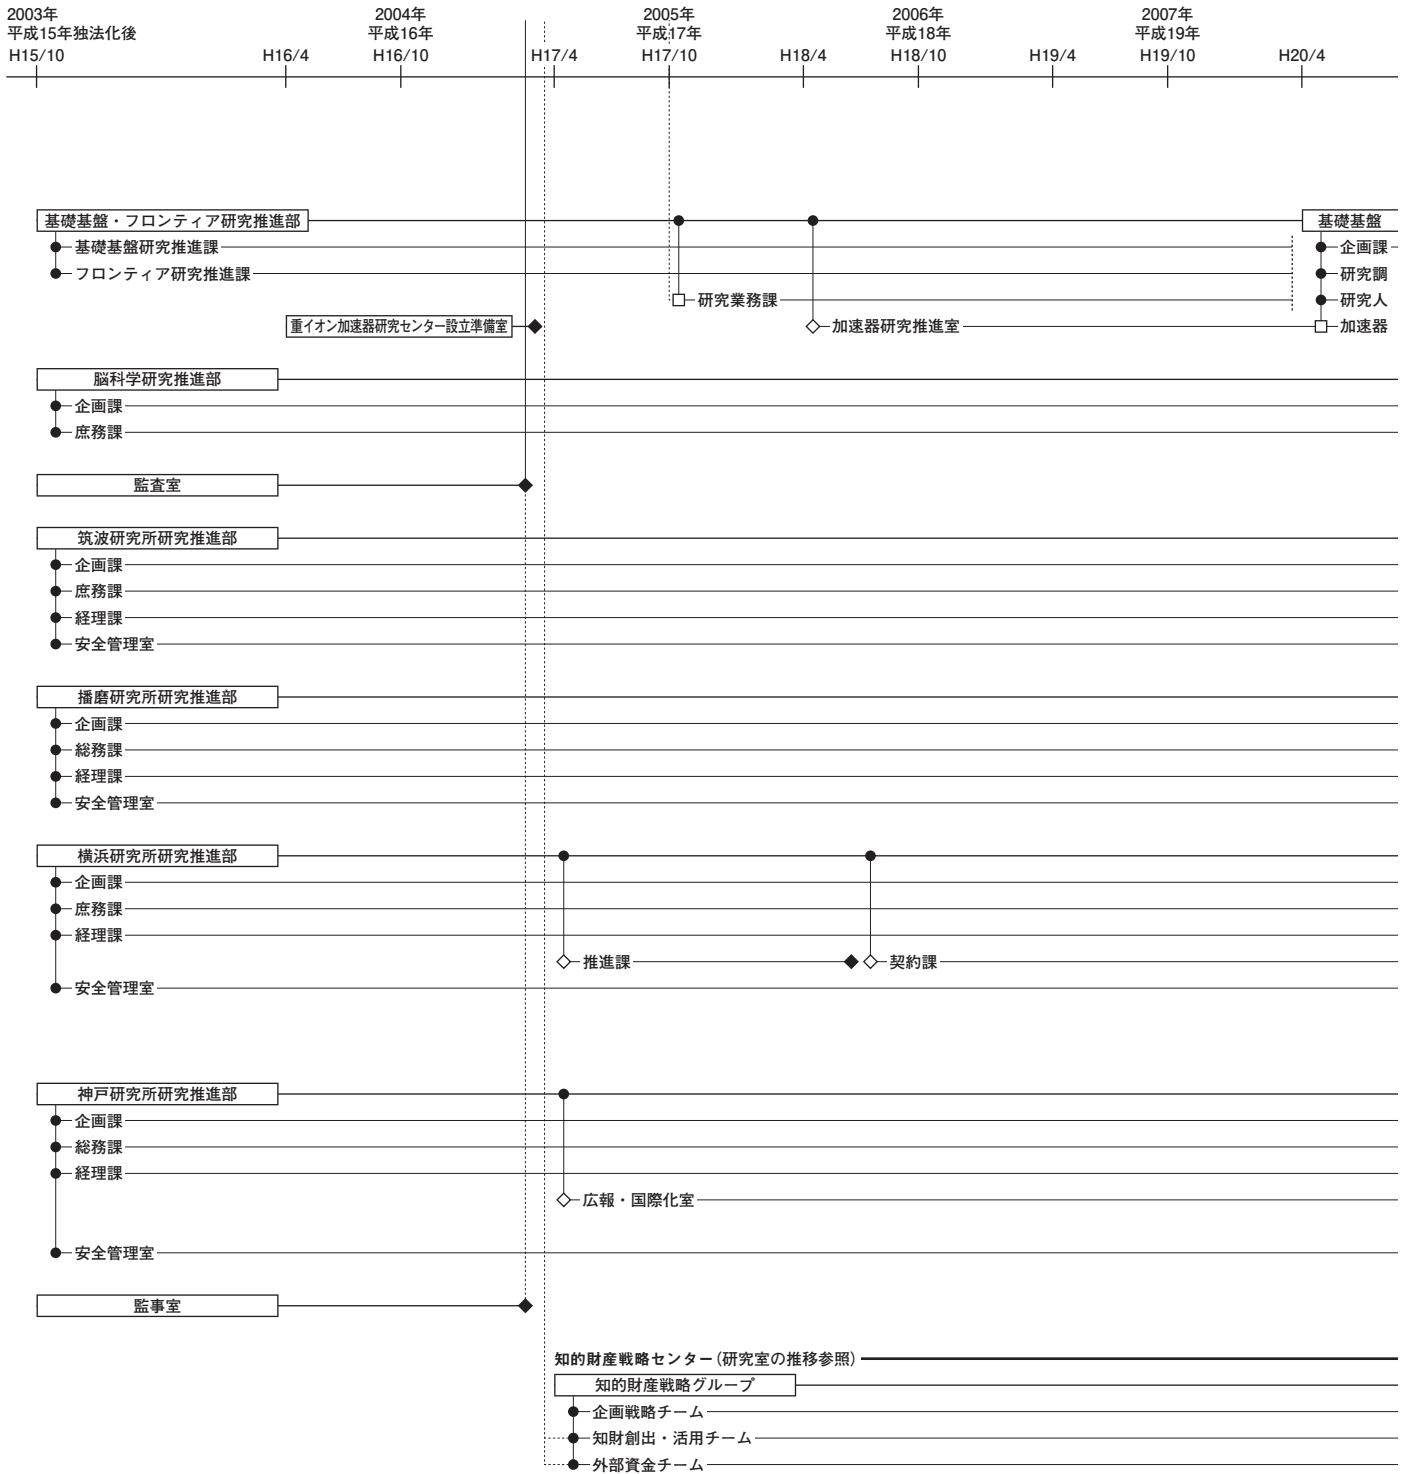 2003年 2004年 2005年 2006年 2007年
平成15年独法化後 平成16年 平成17年 平成18年 平成19年
H15/10 H16/4 H16/10 H17/4 H17/10 H18/4 H18/10 H19/4 H19/10 H20/4
基礎基盤・フロンティア研究推進部 基礎基盤
基礎基盤研究推進課 企画課
フロンティア研究推進課 研究調
研究業務課 研究人
重イオン加速器研究センター設立準備室 加速器研究推進室 加速器
脳科学研究推進部
企画課
庶務課
監査室
筑波研究所研究推進部
企画課
庶務課
経理課
安全管理室
播磨研究所研究推進部
企画課
総務課
経理課
安全管理室
横浜研究所研究推進部
企画課
庶務課
経理課
推進課 契約課
安全管理室
神戸研究所研究推進部
企画課
総務課
経理課
広報・国際化室
安全管理室
監事室
知的財産戦略センター(研究室の推移参照)
知的財産戦略グループ
企画戦略チーム
知財創出・活用チーム
外部資金チーム